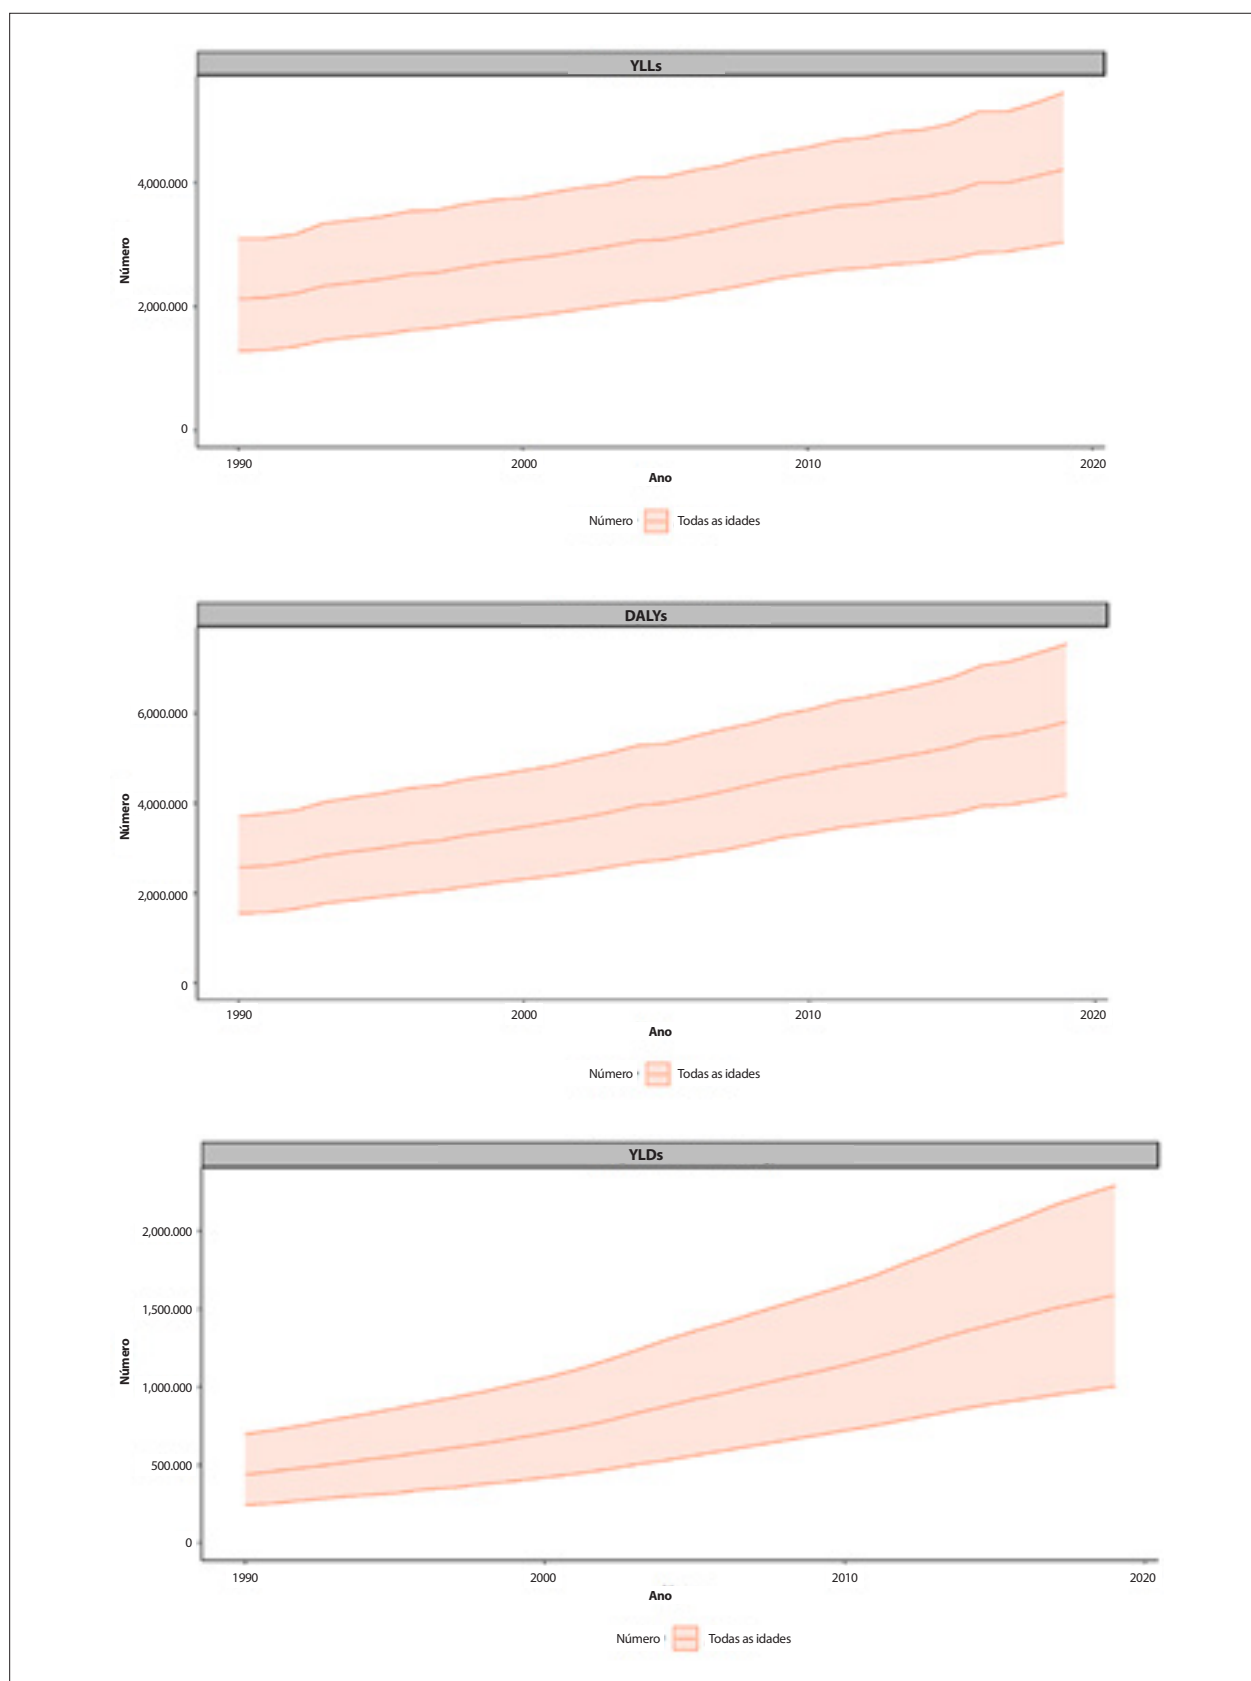 YLLs
4,000.000
2,000.000
0
Número
1990 2000 2010 2020
Ano
Número Todas as idades
DALYs
6,000.000
4,000.000
2,000.000
0
Número
1990 2000 2010 2020
Ano
Número Todas as idades
YLDs
2,000.000
1,500.000
1,000.000
500.000
0
Número
1990 2000 2010 2020
Ano
Número Todas as idades